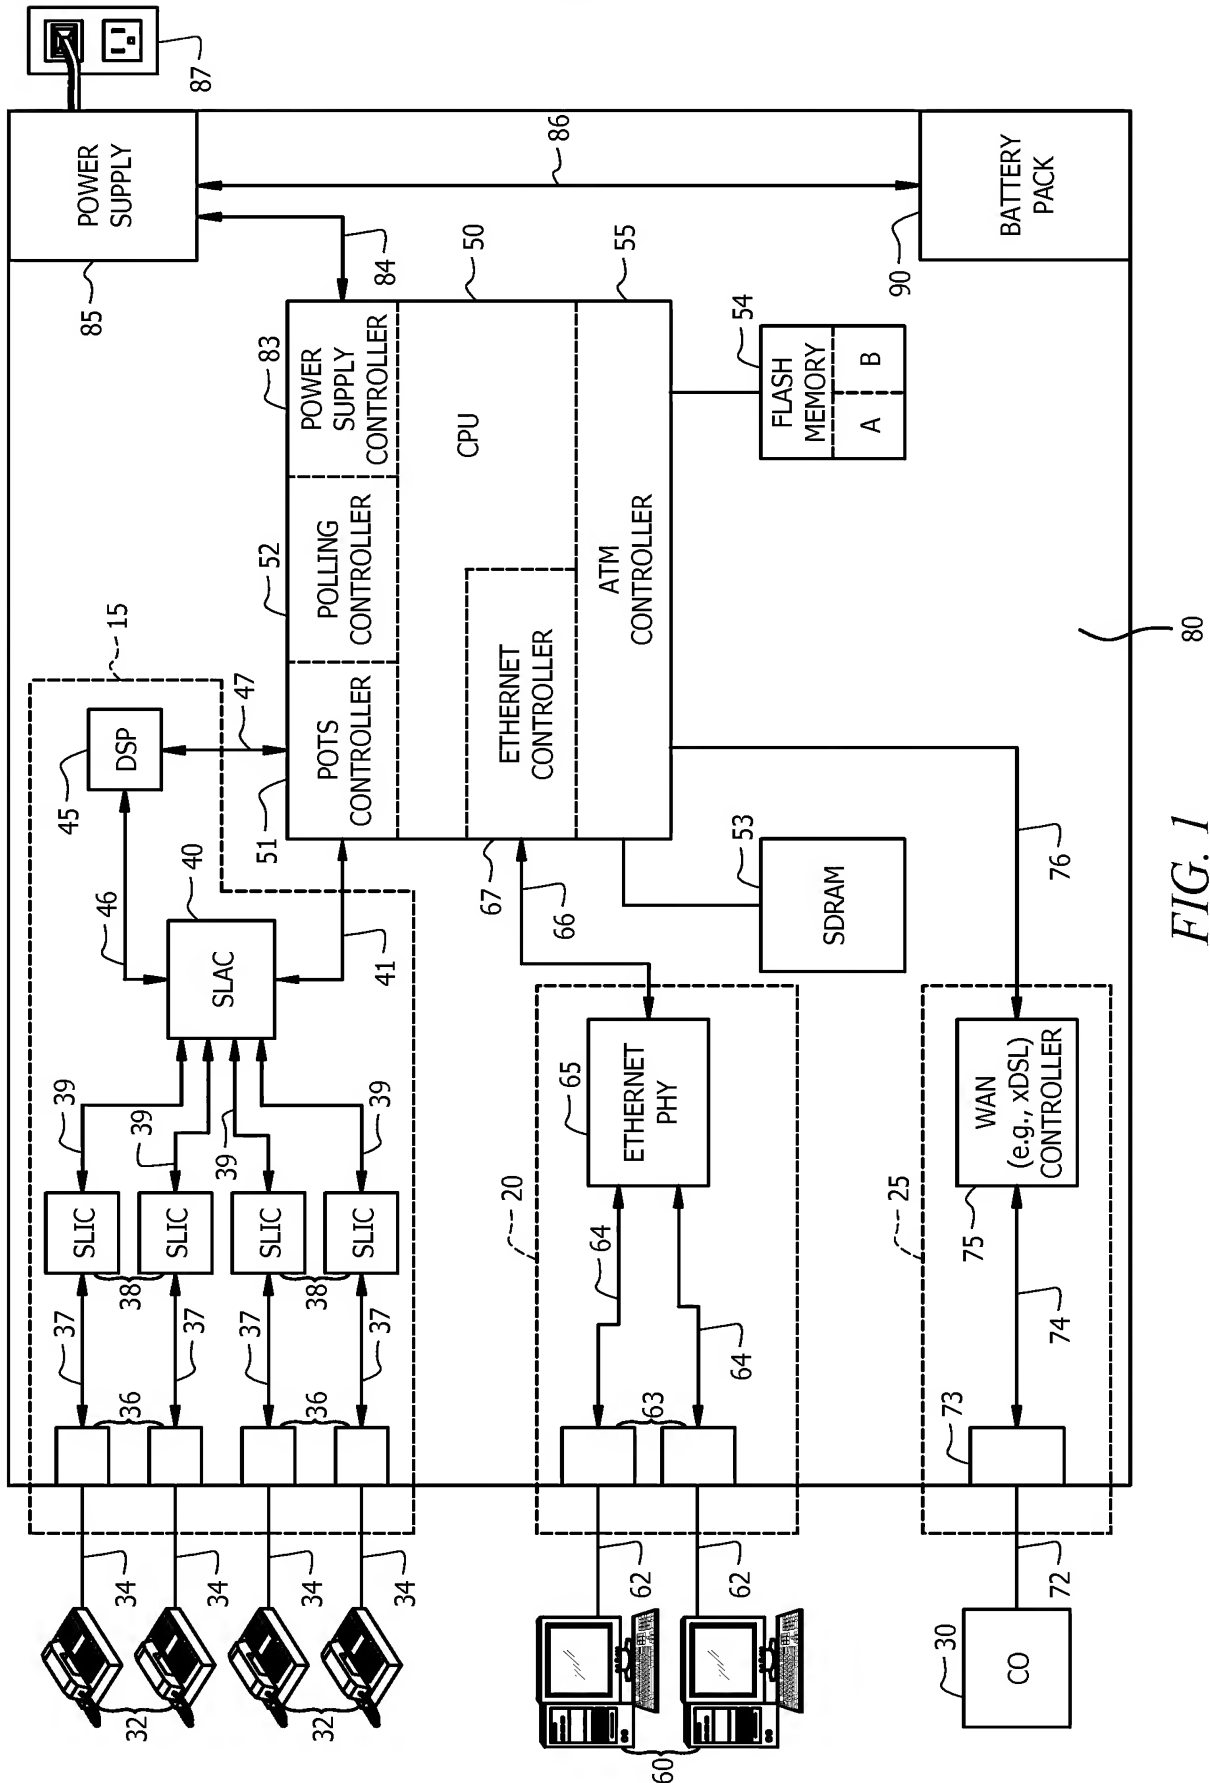 32
32
34
34
34
34
36
36
37
37
37
37
38
38
SLIC
SLIC
SLIC
SLIC
39
39
39
39
SLAC
40
41
46
45
DSP
47
15
51
POTS
CONTROLLER
52
POLLING
CONTROLLER
83
POWER
SUPPLY
CONTROLLER
CPU
50
ETHERNET
CONTROLLER
67
ATM
CONTROLLER
55
84
85
POWER
SUPPLY
87
86
90
BATTERY
PACK
54
FLASH
MEMORY
A
B
53
SDRAM
66
65
ETHERNET
PHY
20
64
64
63
62
62
60
76
25
WAN
(e.g., xDSL)
CONTROLLER
75
74
73
72
30
CO
80
FIG. 1